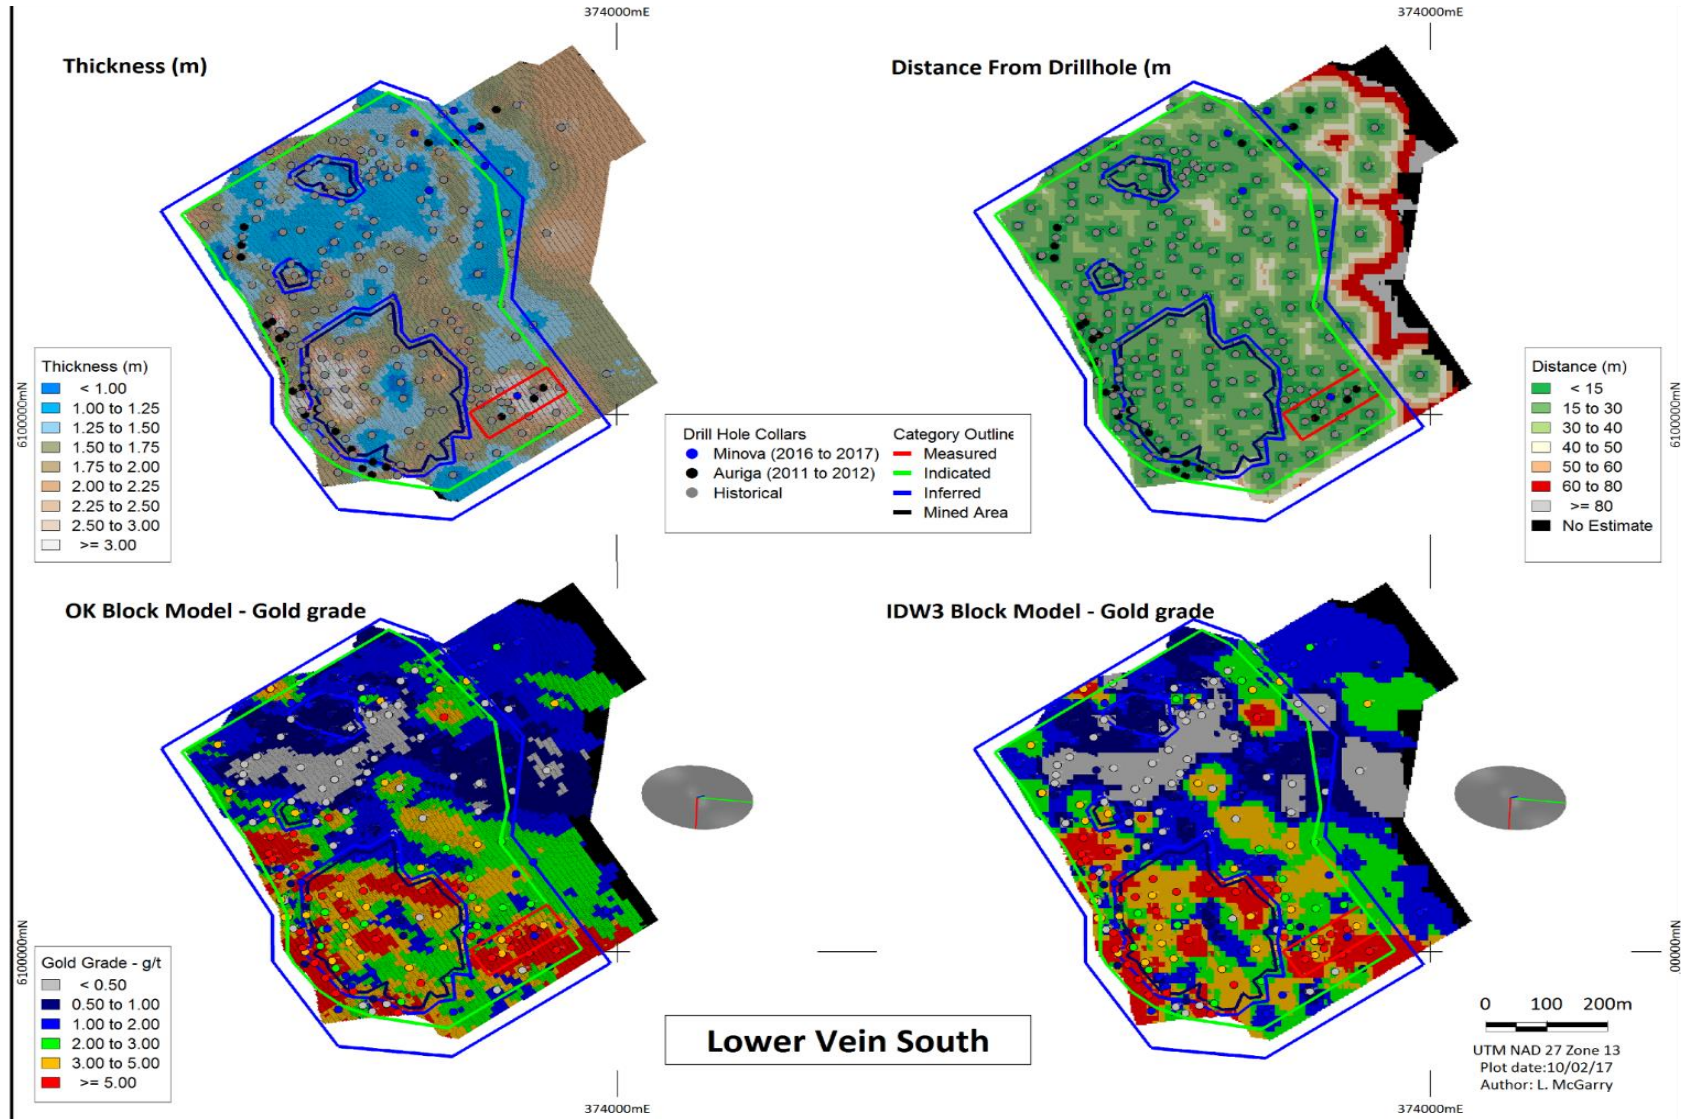 374000mE
374000mE
Thickness (m)
Distance From Drillhole (m
6100000mN
Thickness (m)
< 1.00
1.00 to 1.25
1.25 to 1.50
1.50 to 1.75
1.75 to 2.00
2.00 to 2.25
2.25 to 2.50
2.50 to 3.00
>= 3.00
Drill Hole Collars
Minova (2016 to 2017)
Auriga (2011 to 2012)
Historical
Category Outline
Measured
Indicated
Inferred
Mined Area
Distance (m)
< 15
15 to 30
30 to 40
40 to 50
50 to 60
60 to 80
>= 80
No Estimate
6100000mN
OK Block Model - Gold grade
IDW3 Block Model - Gold grade
6100000mN
Gold Grade - g/t
< 0.50
0.50 to 1.00
1.00 to 2.00
2.00 to 3.00
3.00 to 5.00
>= 5.00
Lower Vein South
0000mN
0 100 200m
UTM NAD 27 Zone 13
Plot date:10/02/17
Author: L. McGarry
374000mE
374000mE